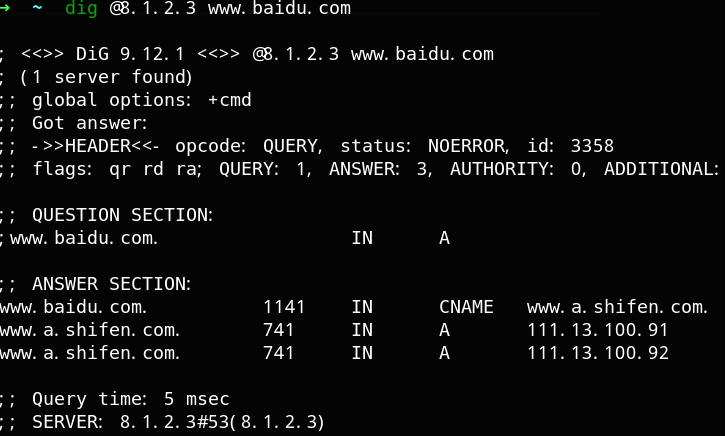 → ~ dig @8.1.2.3 www.baidu.com
; <<>> DiG 9.12.1 <<>> @8.1.2.3 www.baidu.com
; (1 server found)
;; global options: +cmd
;; Got answer:
;; ->>HEADER<<- opcode: QUERY, status: NOERROR, id: 3358
;; flags: qr rd ra; QUERY: 1, ANSWER: 3, AUTHORITY: 0, ADDITIONAL:
;; QUESTION SECTION:
;www.baidu.com. IN A
;; ANSWER SECTION:
www.baidu.com. 1141 IN CNAME www.a.shifen.com.
www.a.shifen.com. 741 IN A 111.13.100.91
www.a.shifen.com. 741 IN A 111.13.100.92
;; Query time: 5 msec
;; SERVER: 8.1.2.3#53(8.1.2.3)